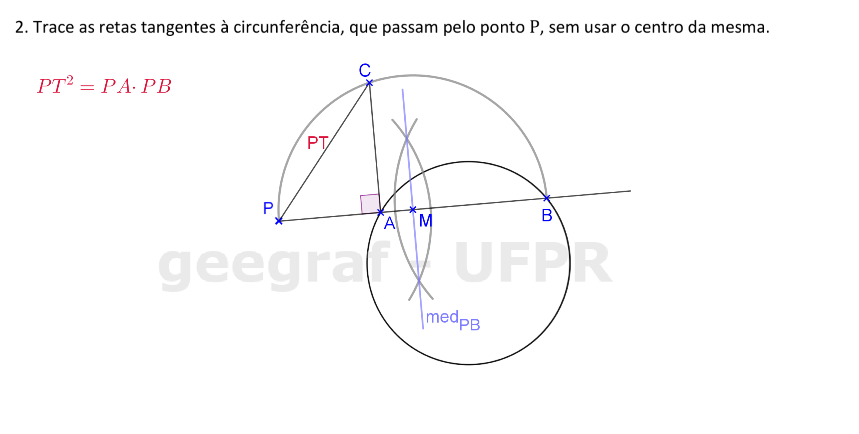 2. Trace as retas tangentes à circunferência, que passam pelo ponto P, sem usar o centro da mesma.
PT² = PA· PB
C
PT
P
A
M
B
geegraf - UFPR
med_PB